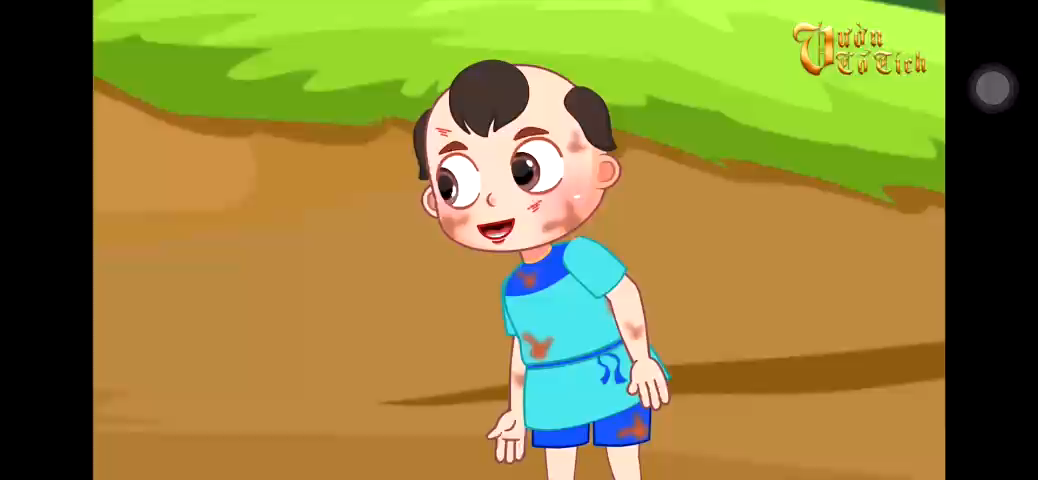 Vườn
Cổ Tích